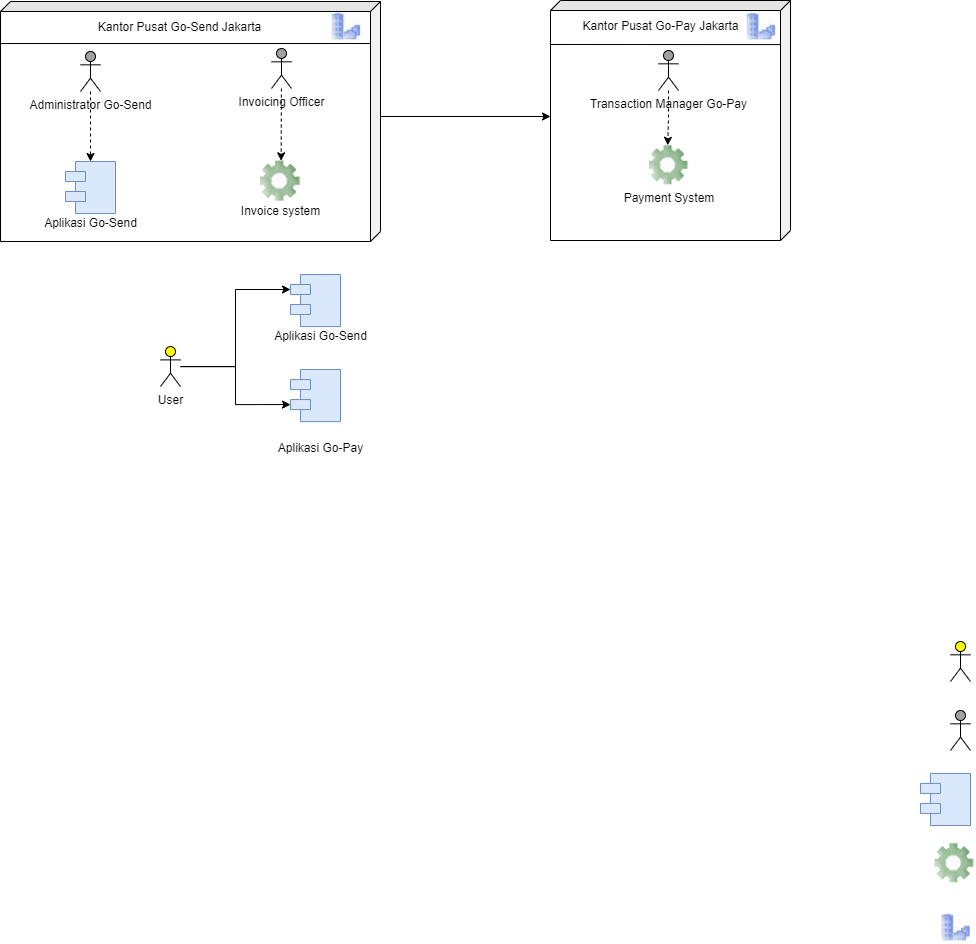 Kantor Pusat Go-Send Jakarta
Administrator Go-Send
Invoicing Officer
Aplikasi Go-Send
Invoice system
Kantor Pusat Go-Pay Jakarta
Transaction Manager Go-Pay
Payment System
User
Aplikasi Go-Send
Aplikasi Go-Pay